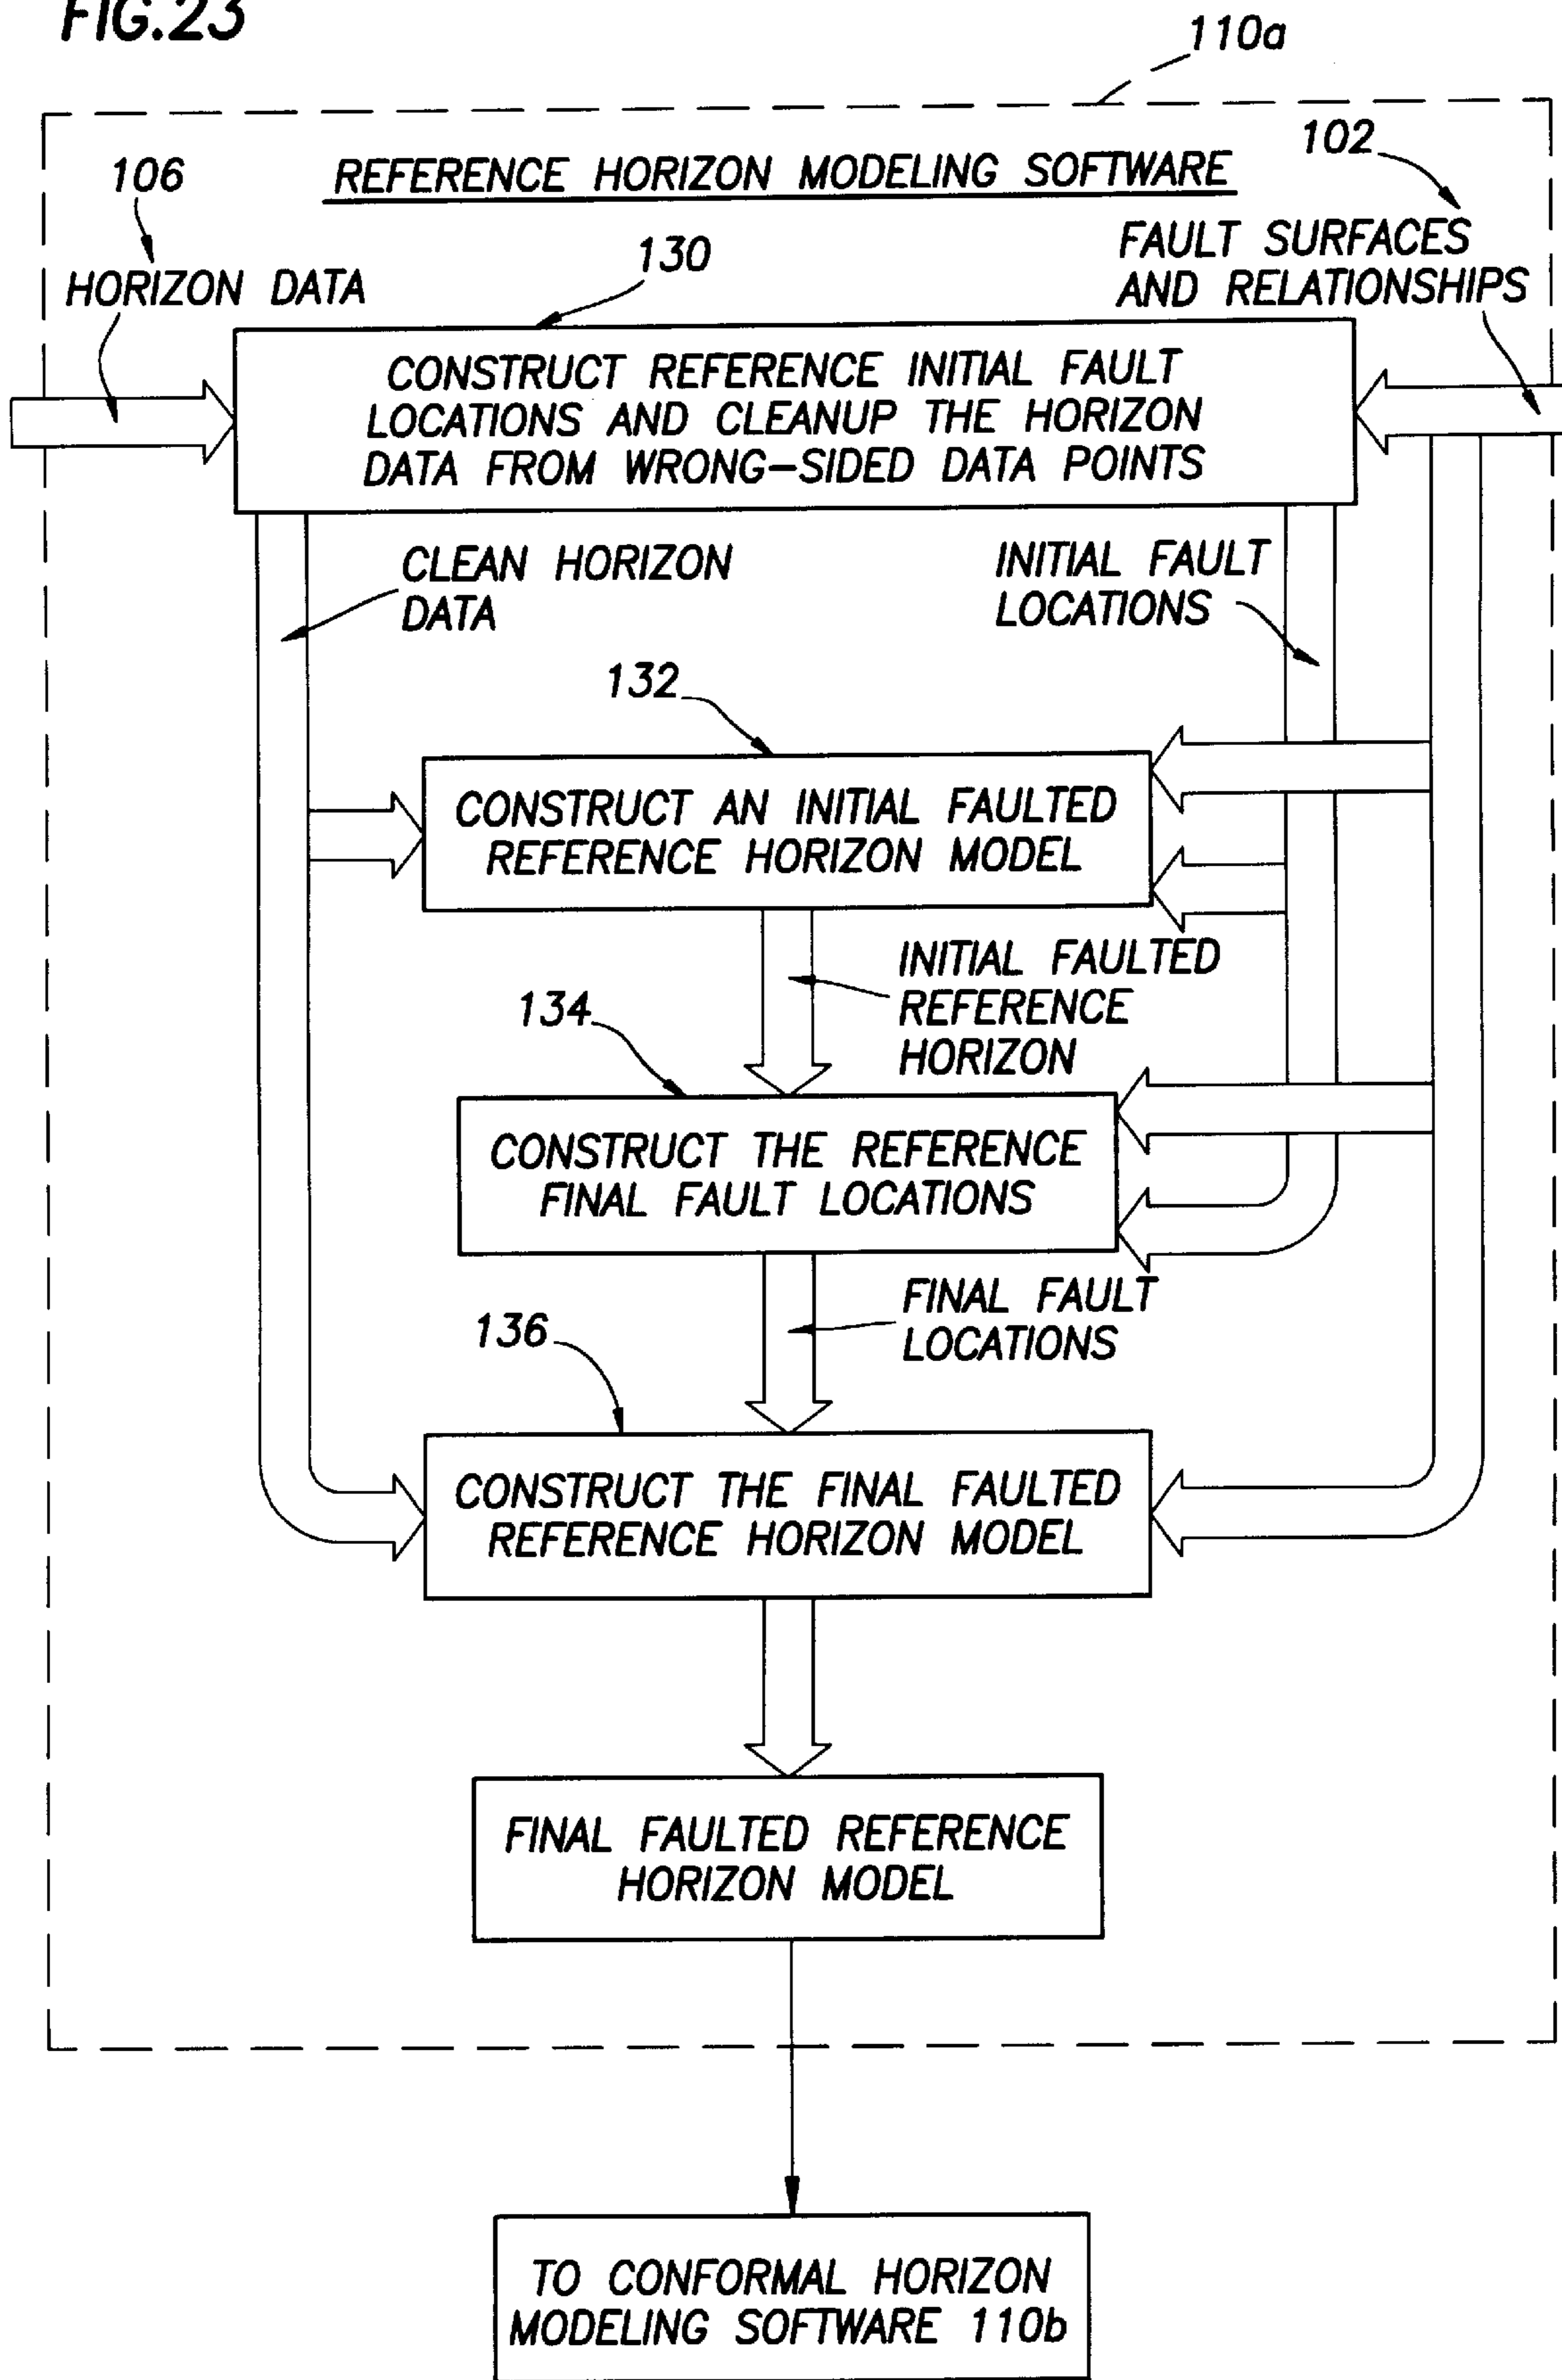 FIG.23
110a
106
REFERENCE HORIZON MODELING SOFTWARE
102
HORIZON DATA
130
FAULT SURFACES
AND RELATIONSHIPS
CONSTRUCT REFERENCE INITIAL FAULT
LOCATIONS AND CLEANUP THE HORIZON
DATA FROM WRONG-SIDED DATA POINTS
CLEAN HORIZON
DATA
INITIAL FAULT
LOCATIONS
132
CONSTRUCT AN INITIAL FAULTED
REFERENCE HORIZON MODEL
INITIAL FAULTED
REFERENCE
HORIZON
134
CONSTRUCT THE REFERENCE
FINAL FAULT LOCATIONS
FINAL FAULT
LOCATIONS
136
CONSTRUCT THE FINAL FAULTED
REFERENCE HORIZON MODEL
FINAL FAULTED REFERENCE
HORIZON MODEL
TO CONFORMAL HORIZON
MODELING SOFTWARE 110b